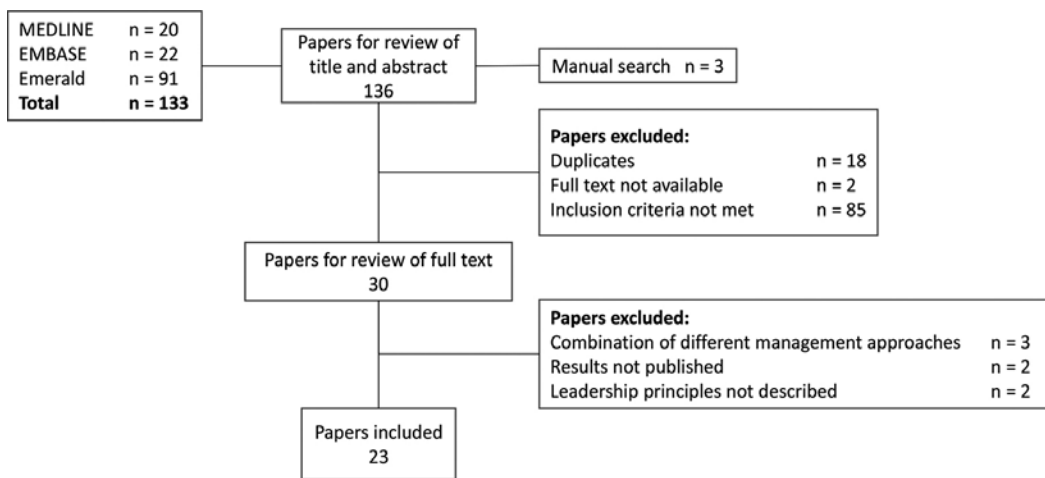 MEDLINE n = 20
EMBASE n = 22
Emerald n = 91
Total n = 133
Papers for review of
title and abstract
136
Manual search n = 3
Papers excluded:
Duplicates n = 18
Full text not available n = 2
Inclusion criteria not met n = 85
Papers for review of full text
30
Papers excluded:
Combination of different management approaches n = 3
Results not published n = 2
Leadership principles not described n = 2
Papers included
23